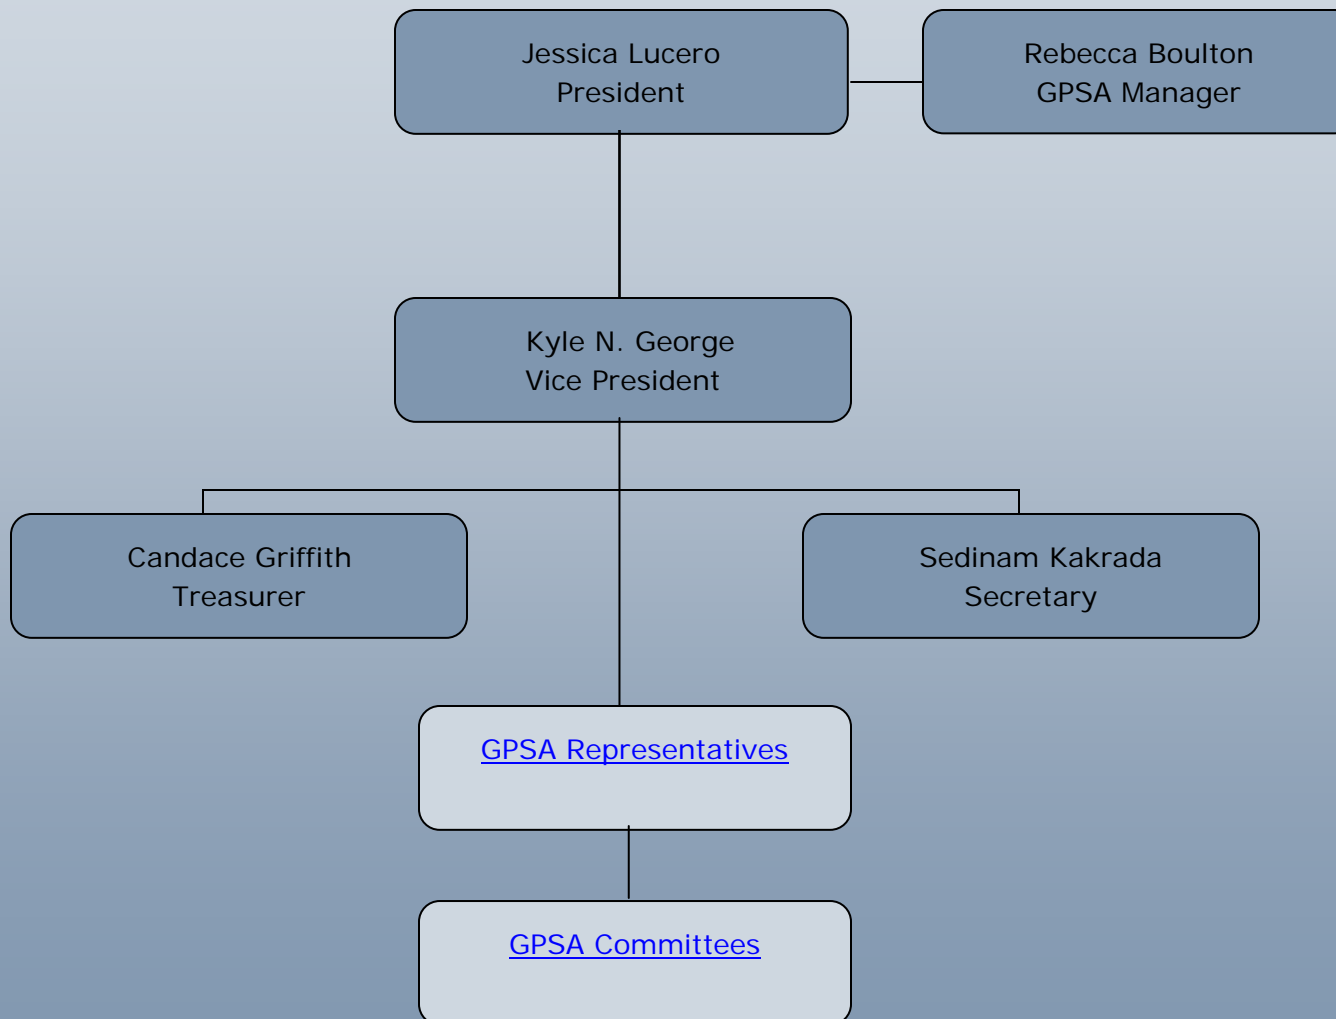 Jessica Lucero
President
Rebecca Boulton
GPSA Manager
Kyle N. George
Vice President
Candace Griffith
Treasurer
Sedinam Kakrada
Secretary
GPSA Representatives
GPSA Committees